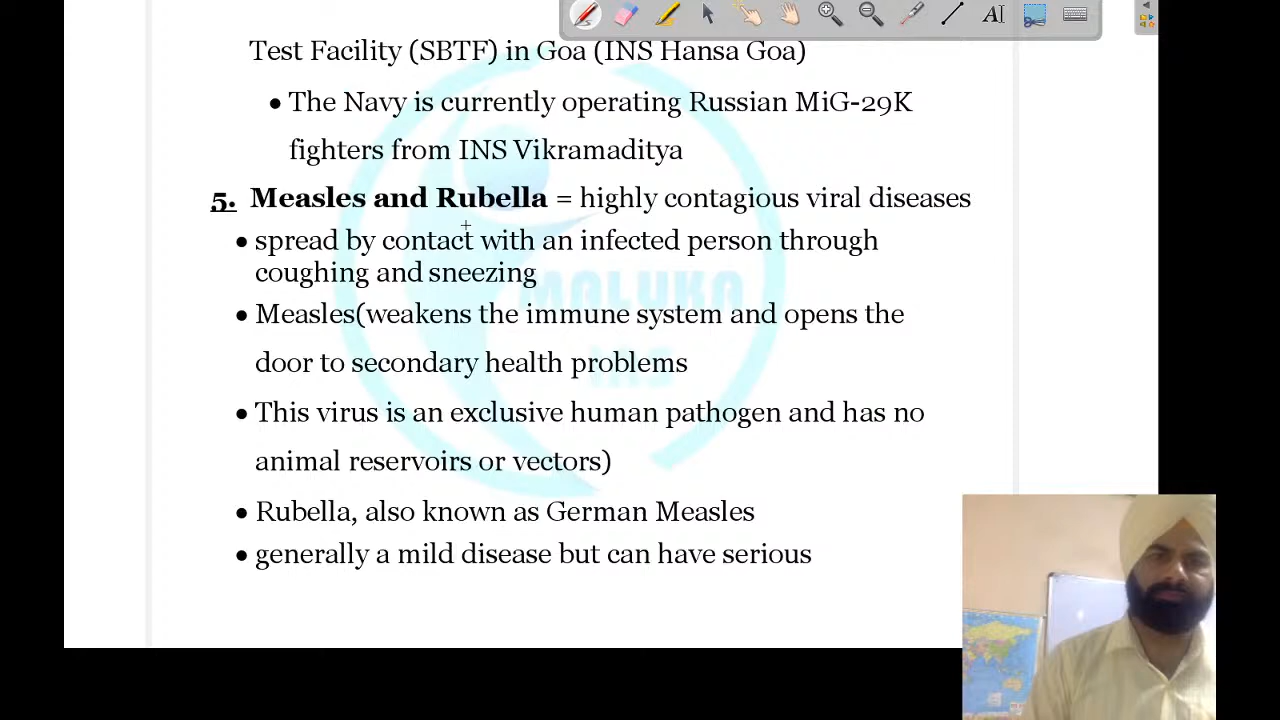 Test Facility (SBTF) in Goa (INS Hansa Goa)
• The Navy is currently operating Russian MiG-29K
fighters from INS Vikramaditya
5. Measles and Rubella = highly contagious viral diseases
• spread by contact with an infected person through
coughing and sneezing
• Measles(weakens the immune system and opens the
door to secondary health problems
• This virus is an exclusive human pathogen and has no
animal reservoirs or vectors)
• Rubella, also known as German Measles
• generally a mild disease but can have serious
MALUKA
IAS
AI